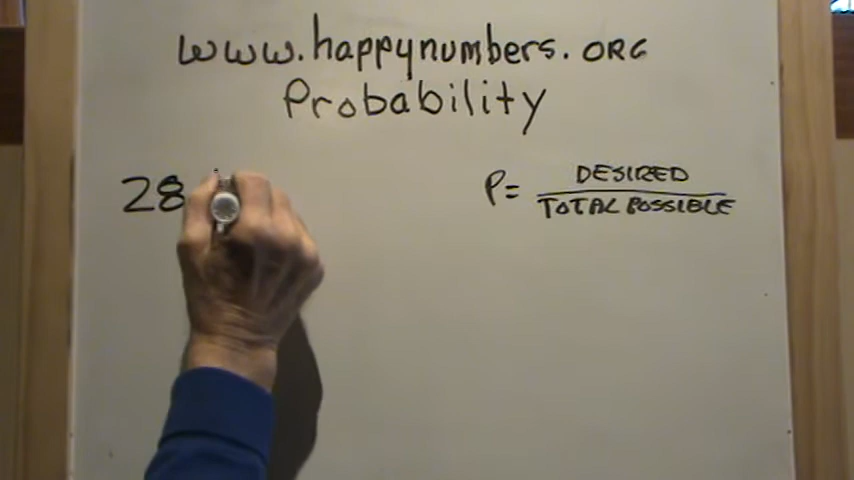 www.happynumbers.ORG
Probability
28
P= DESIRED
TOTAL POSSIBLE